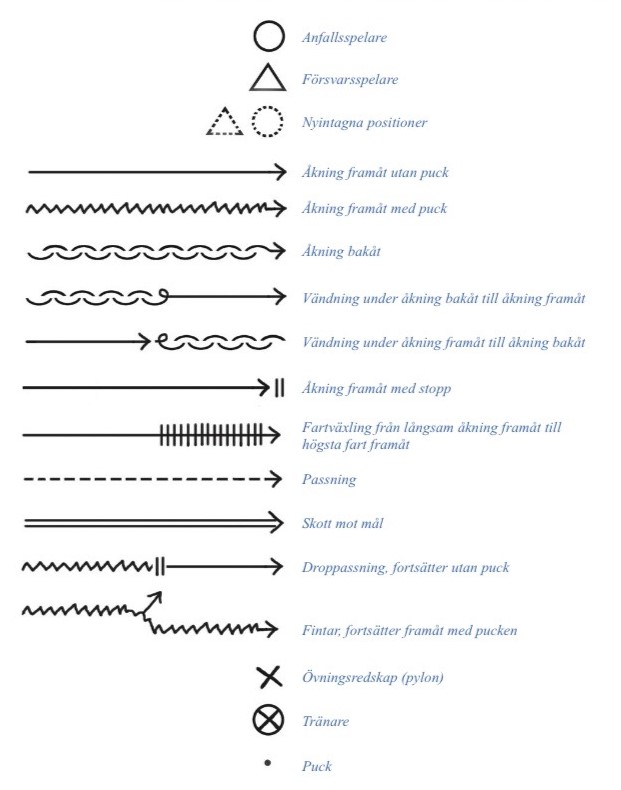 Anfallsspelare
Försvarsspelare
Nyintagna positioner
Åkning framåt utan puck
Åkning framåt med puck
Åkning bakåt
Vändning under åkning bakåt till åkning framåt
Vändning under åkning framåt till åkning bakåt
Åkning framåt med stopp
Fartväxling från långsam åkning framåt till
högsta fart framåt
Passning
Skott mot mål
Droppassning, fortsätter utan puck
Fintar, fortsätter framåt med pucken
Övningsredskap (pylon)
Tränare
Puck